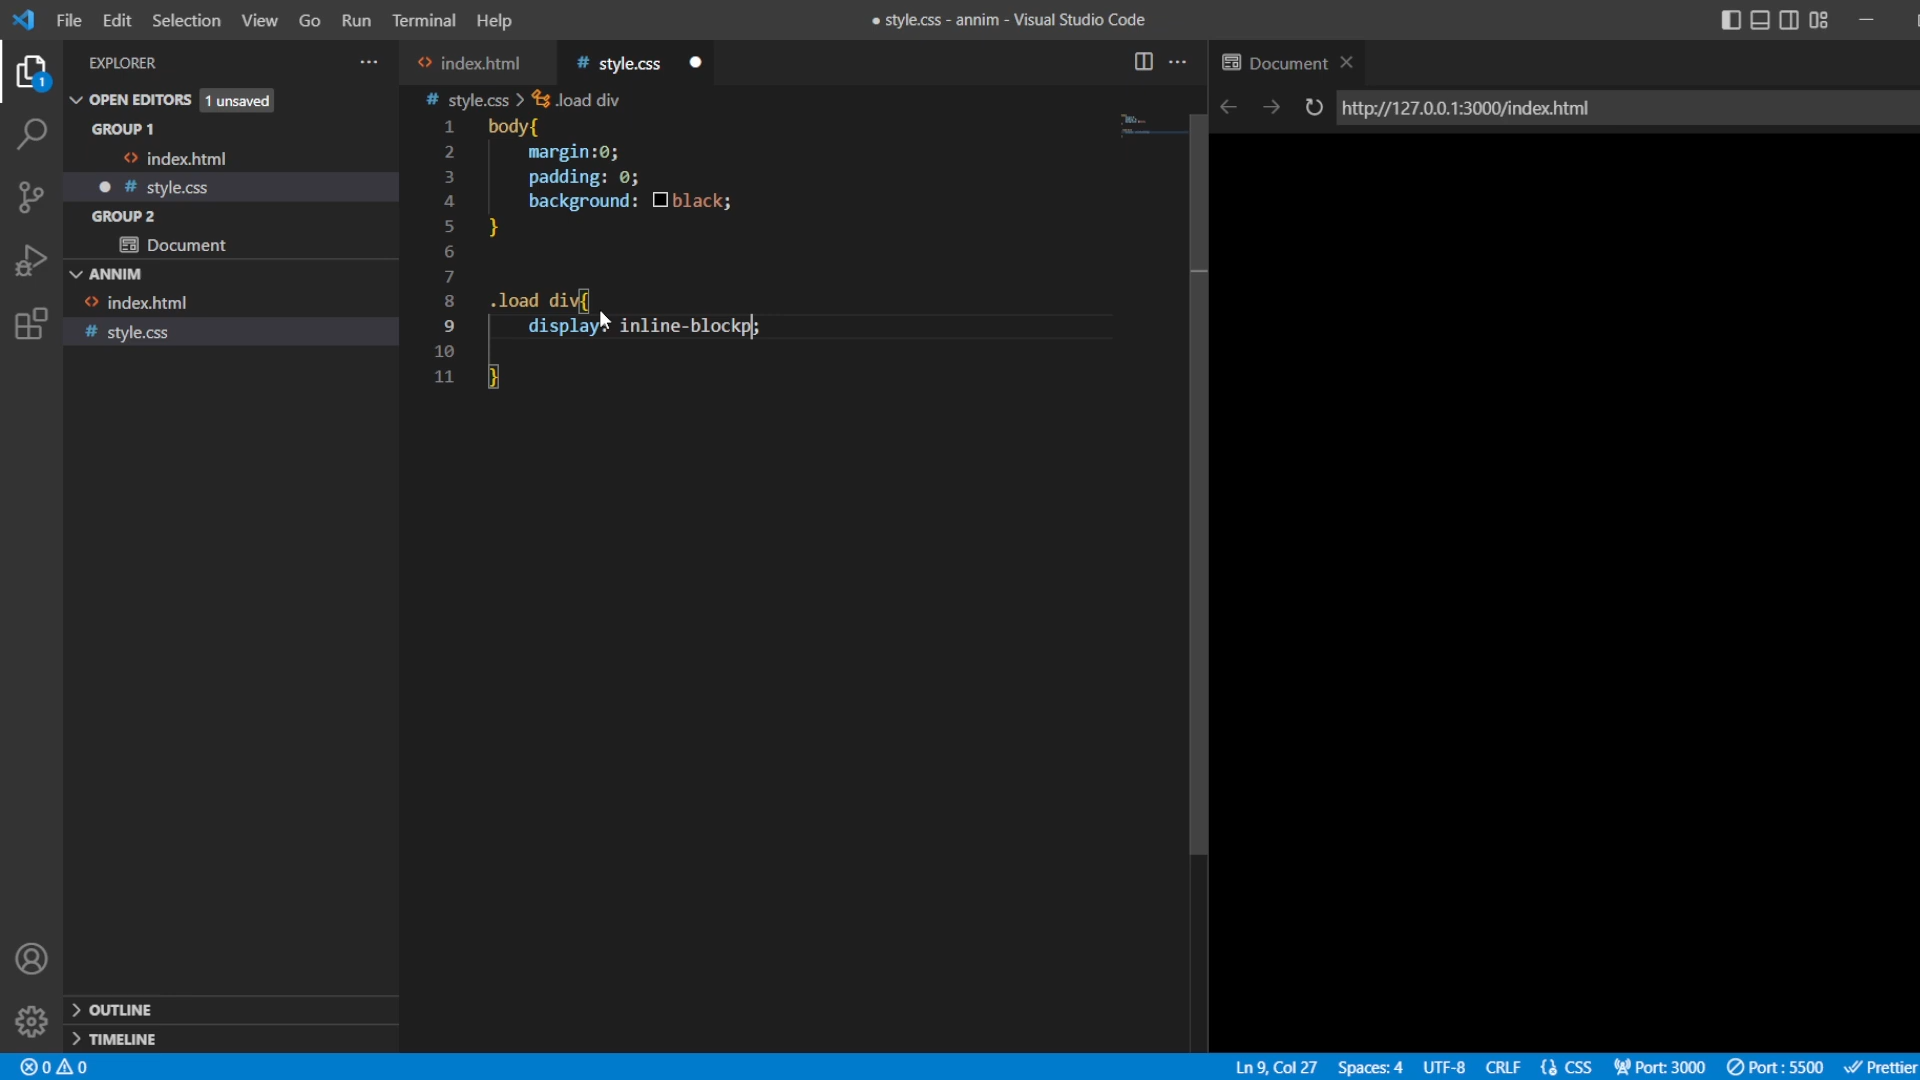 File Edit Selection View Go Run Terminal Help
● style.css - annim - Visual Studio Code
EXPLORER
OPEN EDITORS 1 unsaved
GROUP 1
index.html
# style.css
GROUP 2
Document
ANNIM
index.html
# style.css
OUTLINE
TIMELINE
1
index.html # style.css
# style.css > .load div
1 body{
2 margin:0;
3 padding: 0;
4 background: black;
5 }
6
7
8 .load div{
9 display: inline-blockp;
10
11 }
Document
http://127.0.0.1:3000/index.html
0 0
Ln 9, Col 27 Spaces: 4 UTF-8 CRLF {} CSS Port: 3000 Port : 5500 Prettier